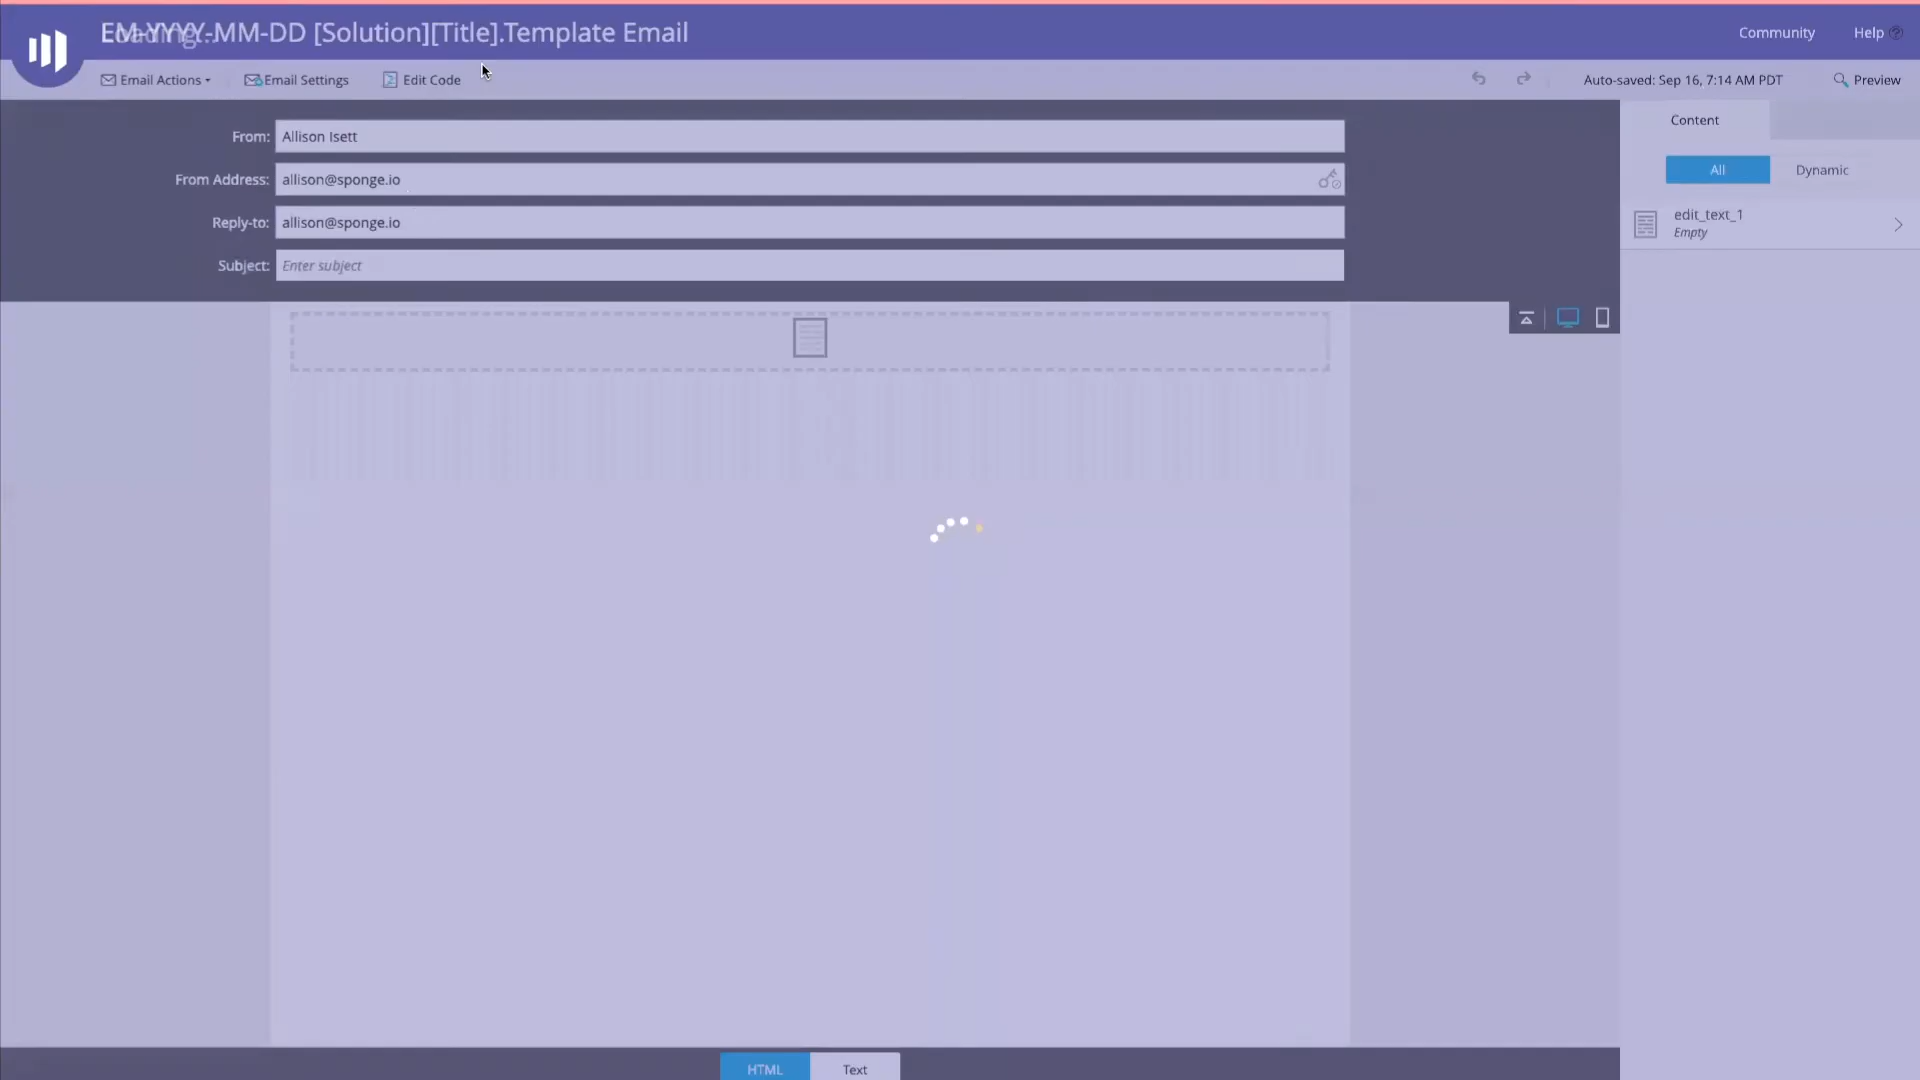 EM-YYYY-MM-DD [Solution][Title].Template Email
Loading...
Community
Help
Email Actions
Email Settings
Edit Code
Auto-saved: Sep 16, 7:14 AM PDT
Preview
From: Allison Isett
From Address: allison@sponge.io
Reply-to: allison@sponge.io
Subject: Enter subject
Content
All
Dynamic
edit_text_1
Empty
HTML
Text